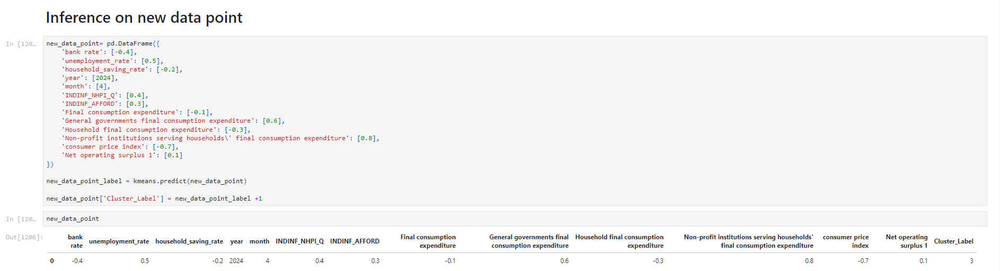 Inference on new data point
In [120…
new_data_point= pd.DataFrame({
'bank rate': [-0.4],
'unemployment_rate': [0.5],
'household_saving_rate': [-0.2],
'year': [2024],
'month': [4],
'INDINF_NHPI_Q': [0.4],
'INDINF_AFFORD': [0.3],
'Final consumption expenditure': [-0.1],
'General governments final consumption expenditure': [0.6],
'Household final consumption expenditure': [-0.3],
'Non-profit institutions serving households\' final consumption expenditure': [0.8],
'consumer price index': [-0.7],
'Net operating surplus 1': [0.1]
})
new_data_point_label = kmeans.predict(new_data_point)
new_data_point['Cluster_Label'] = new_data_point_label +1
In [120…
new_data_point
Out[1206]:
bank rate unemployment_rate household_saving_rate year month INDINF_NHPI_Q INDINF_AFFORD Final consumption expenditure General governments final consumption expenditure Household final consumption expenditure Non-profit institutions serving households' final consumption expenditure consumer price index Net operating surplus 1 Cluster_Label
0 -0.4 0.5 -0.2 2024 4 0.4 0.3 -0.1 0.6 -0.3 0.8 -0.7 0.1 3